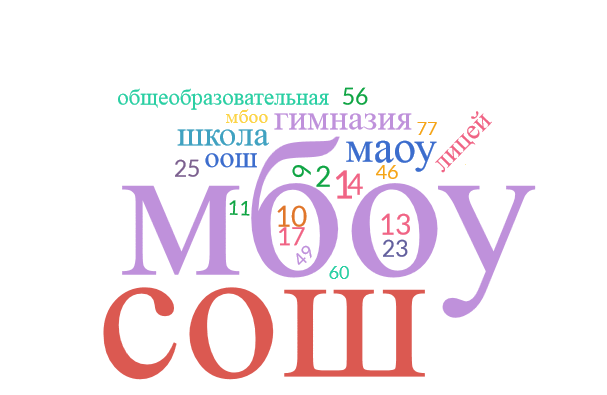 общеобразовательная 56
мбоо гимназия 77 лицей
школа маоу
25 оош 9 2 14 46
мбоу
11 10 13
17 23
49 60
сош